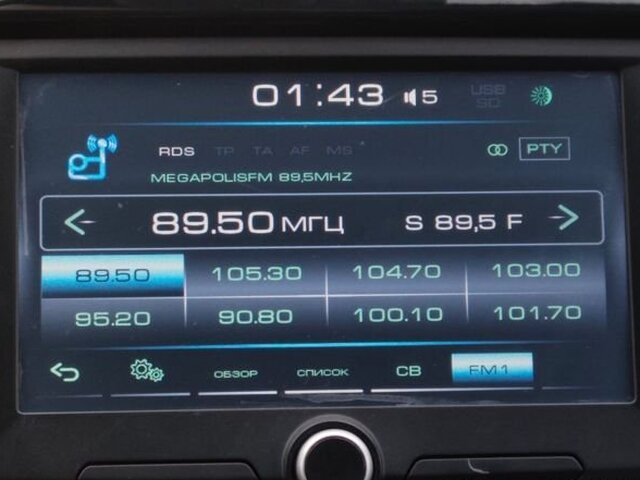 01:43 5 USB
SD
RDS TP TA AF MS PTY
MEGAPOLISFM 89,5MHZ
89.50 МГЦ S 89,5 F
89.50 105.30 104.70 103.00
95.20 90.80 100.10 101.70
ОБЗОР СПИСОК СВ FM1